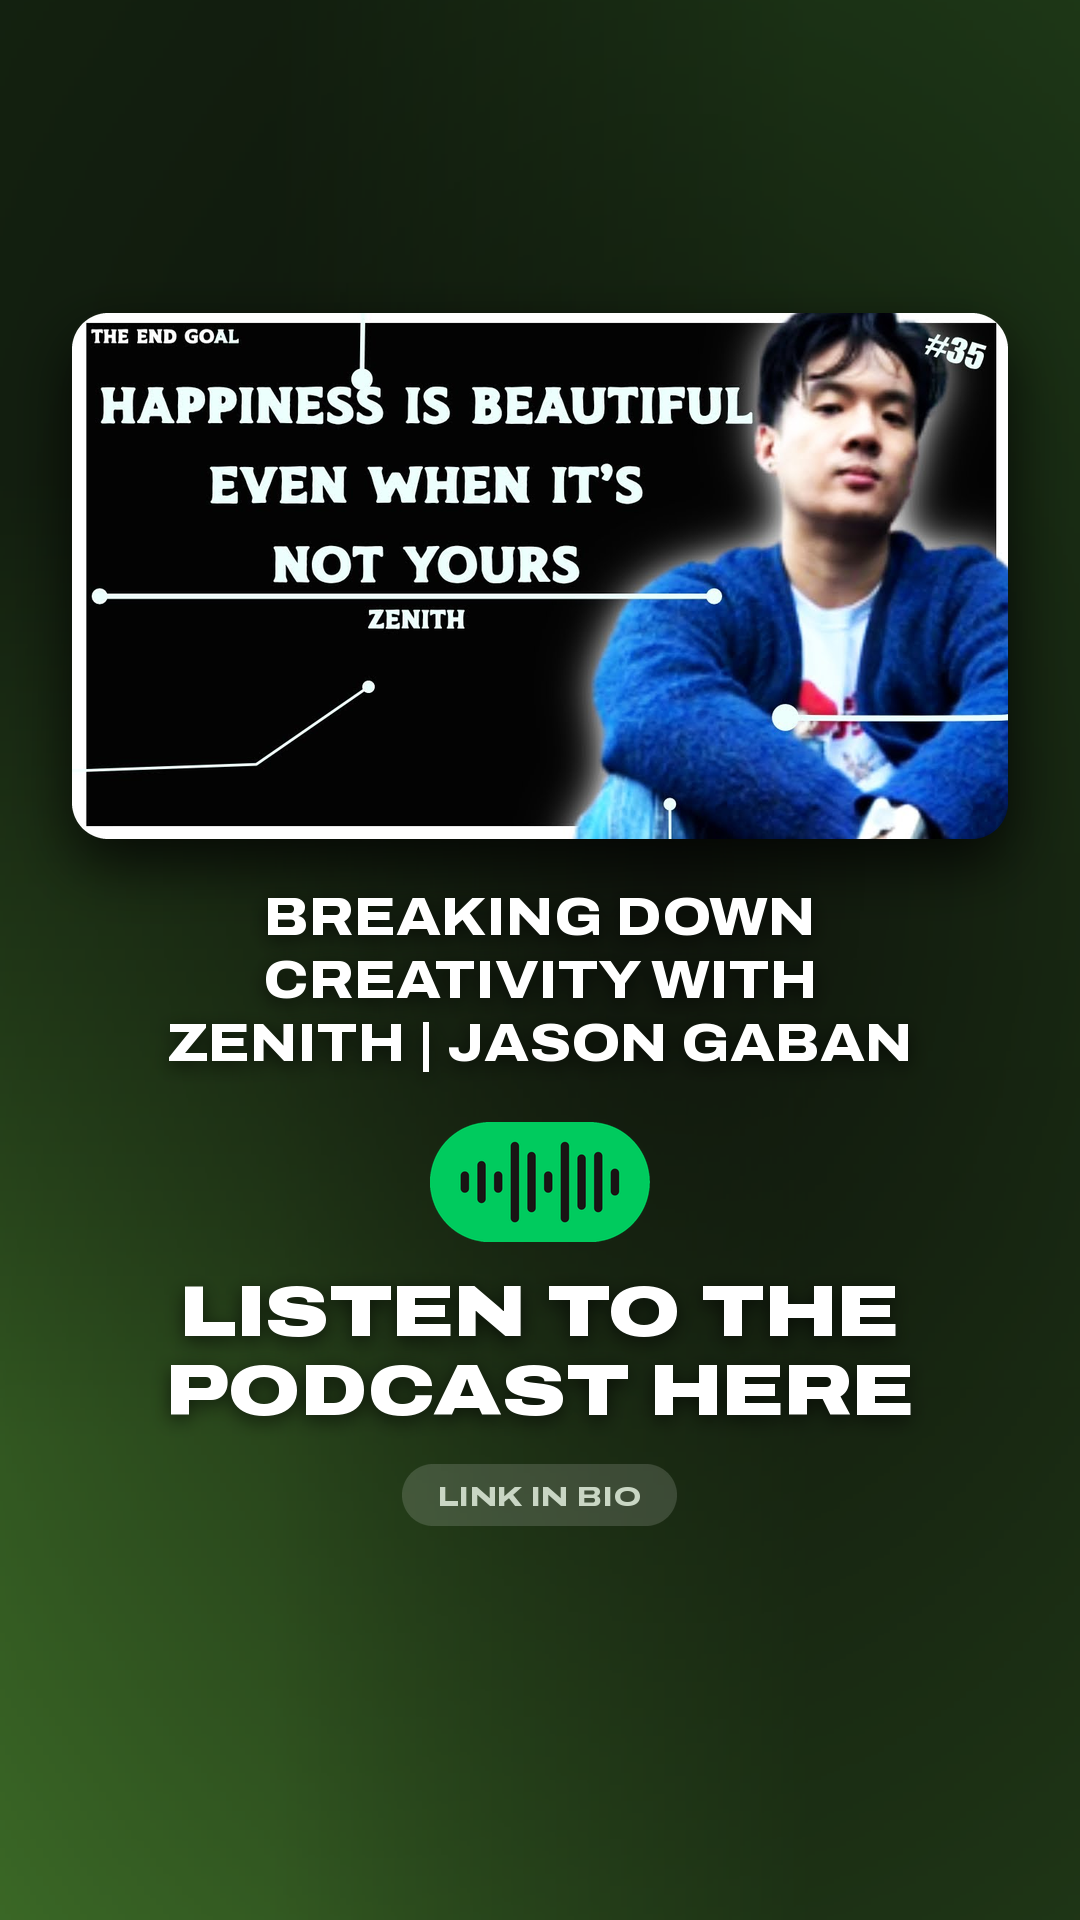 THE END GOAL
#35
HAPPINESS IS BEAUTIFUL
EVEN WHEN IT'S
NOT YOURS
ZENITH
BREAKING DOWN
CREATIVITY WITH
ZENITH | JASON GABAN
LISTEN TO THE
PODCAST HERE
LINK IN BIO